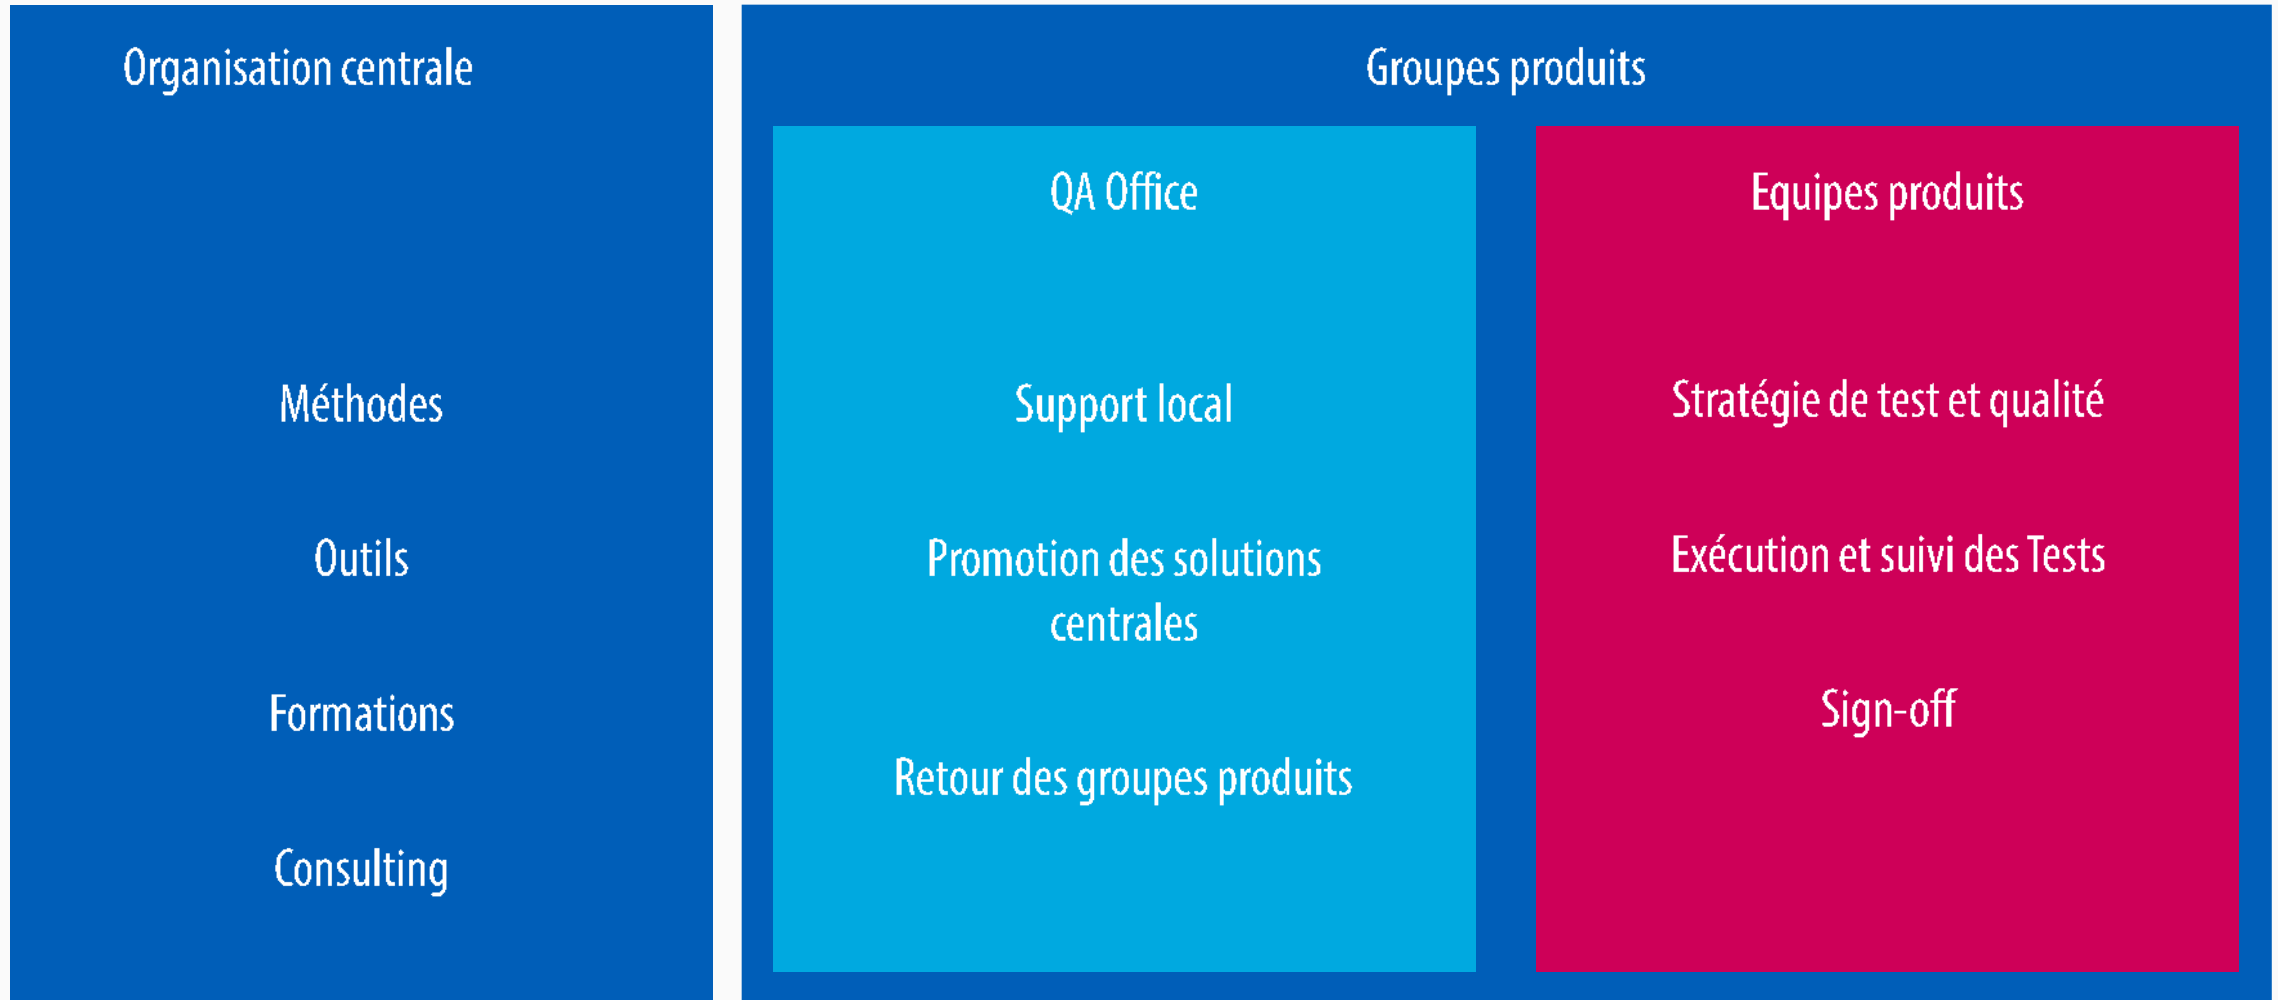 Organisation centrale
Méthodes
Outils
Formations
Consulting
Groupes produits
QA Office
Support local
Promotion des solutions
centrales
Retour des groupes produits
Equipes produits
Stratégie de test et qualité
Exécution et suivi des Tests
Sign-off